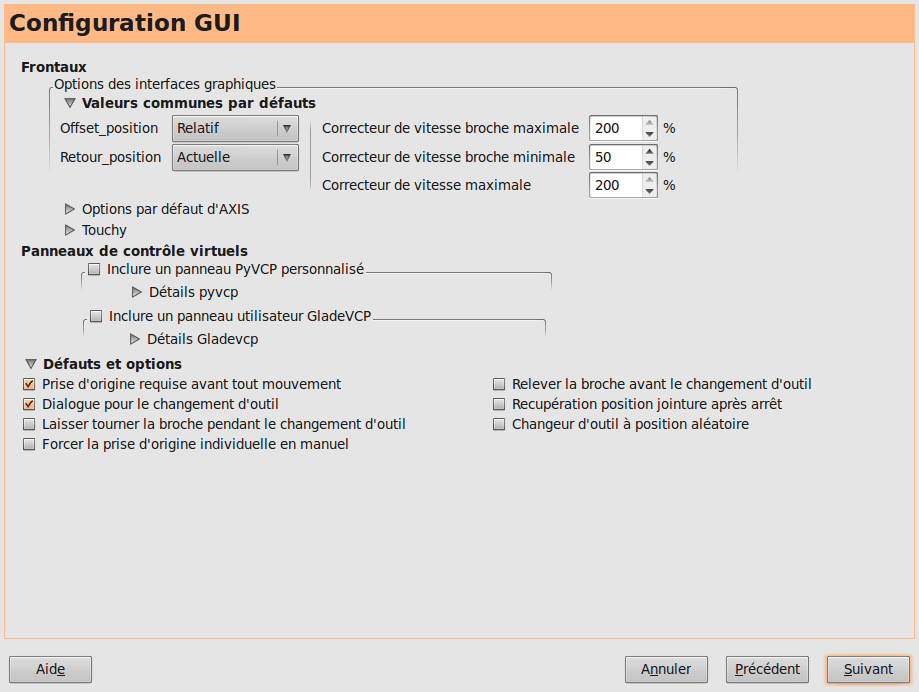 Configuration GUI
Frontaux
Options des interfaces graphiques
Valeurs communes par défauts
Offset_position Relatif Correcteur de vitesse broche maximale 200 %
Retour_position Actuelle Correcteur de vitesse broche minimale 50 %
Correcteur de vitesse maximale 200 %
Options par défaut d'AXIS
Touchy
Panneaux de contrôle virtuels
Inclure un panneau PyVCP personnalisé
Détails pyvcp
Inclure un panneau utilisateur GladeVCP
Détails Gladevcp
Défauts et options
Prise d'origine requise avant tout mouvement Relever la broche avant le changement d'outil
Dialogue pour le changement d'outil Recupération position jointure après arrêt
Laisser tourner la broche pendant le changement d'outil Changeur d'outil à position aléatoire
Forcer la prise d'origine individuelle en manuel
Aide Annuler Précédent Suivant